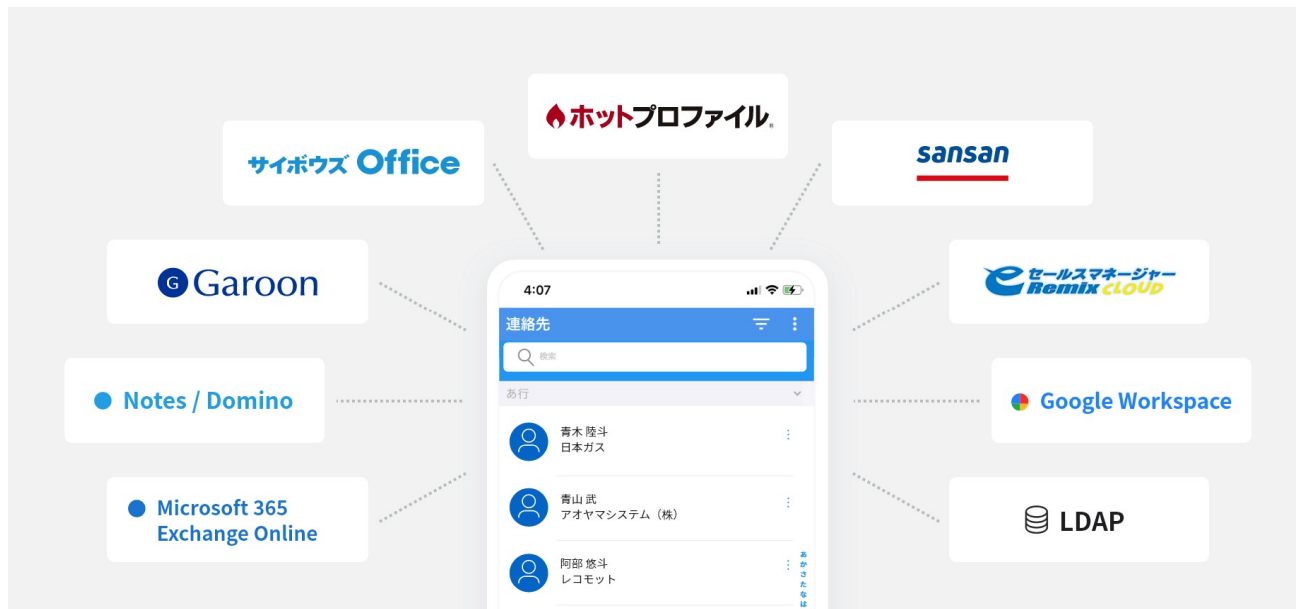 ホットプロファイル®
サイボウズ Office
sansan
G Garoon
セールスマネージャー
Remix CLOUD
Notes / Domino
Google Workspace
Microsoft 365
Exchange Online
LDAP
4:07
連絡先
検索
あ行
青木 陸斗
日本ガス
青山 武
アオヤマシステム（株）
阿部 悠斗
レコモット
あ
か
さ
た
な
は